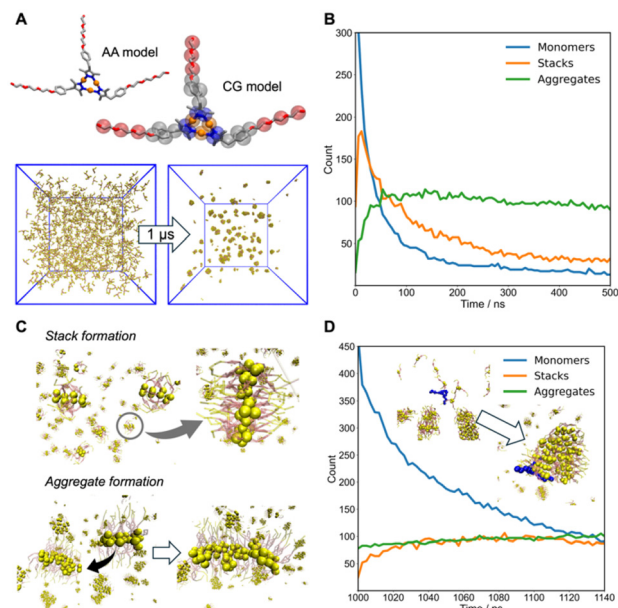 A
AA model
CG model
1 µs
B
Monomers
Stacks
Aggregates
Count
300
250
200
150
100
50
0
100
200
300
400
500
Time / ns
C
Stack formation
Aggregate formation
D
Monomers
Stacks
Aggregates
Count
450
400
350
300
250
200
150
100
50
1000
1020
1040
1060
1080
1100
1120
1140
Time / ns